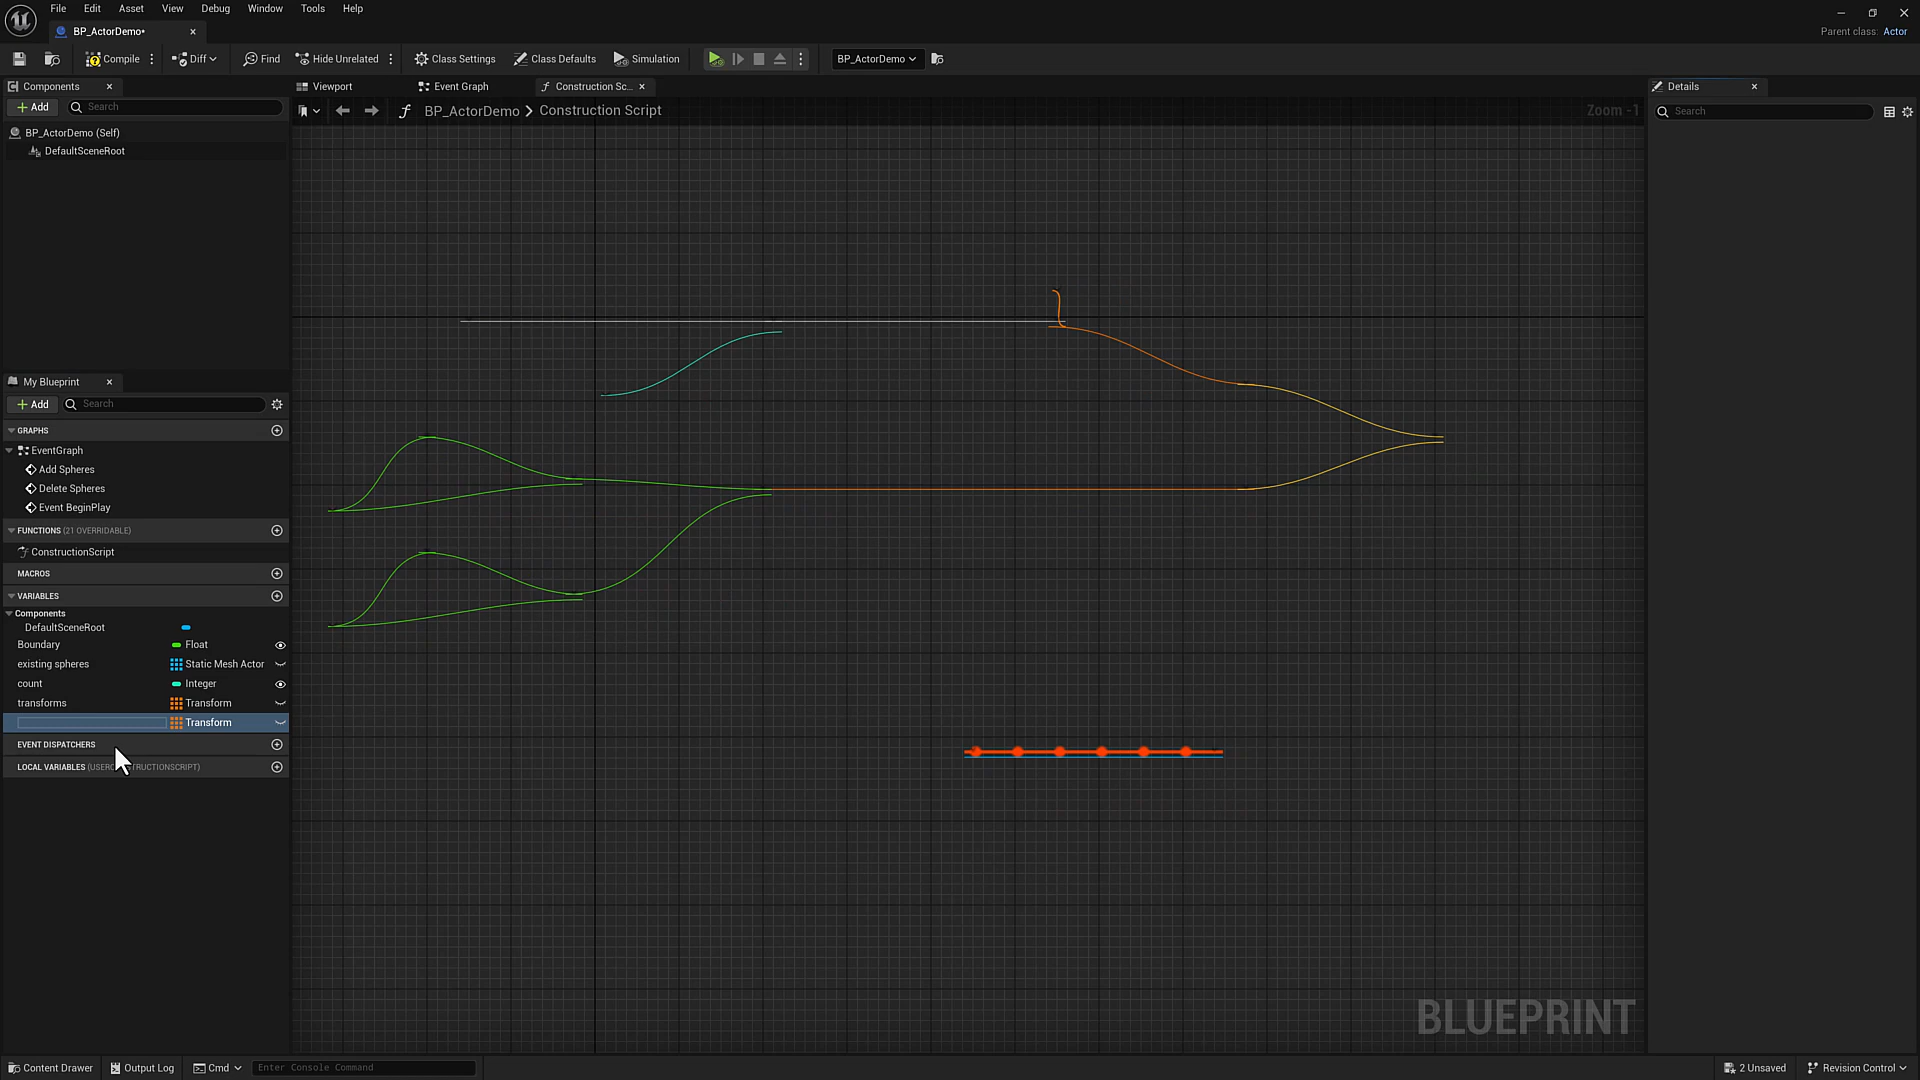 File Edit Asset View Debug Window Tools Help
BP_ActorDemo•
Parent class: Actor
Compile Diff Find Hide Unrelated Class Settings Class Defaults Simulation BP_ActorDemo
Components
Viewport Event Graph Construction Sc...
Details
Add Search
BP_ActorDemo Construction Script
Zoom -1
Search
BP_ActorDemo (Self)
DefaultSceneRoot
My Blueprint
Add Search
GRAPHS
EventGraph
Add Spheres
Delete Spheres
Event BeginPlay
FUNCTIONS (21 OVERRIDABLE)
ConstructionScript
MACROS
VARIABLES
Components
DefaultSceneRoot
Boundary Float
existing spheres Static Mesh Actor
count Integer
transforms Transform
Transform
EVENT DISPATCHERS
LOCAL VARIABLES
BLUEPRINT
Content Drawer Output Log Cmd Enter Console Command
2 Unsaved Revision Control